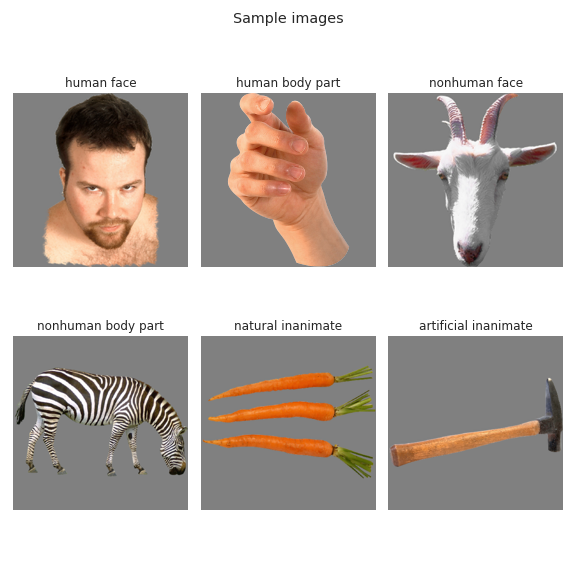 Sample images
human face
human body part
nonhuman face
nonhuman body part
natural inanimate
artificial inanimate